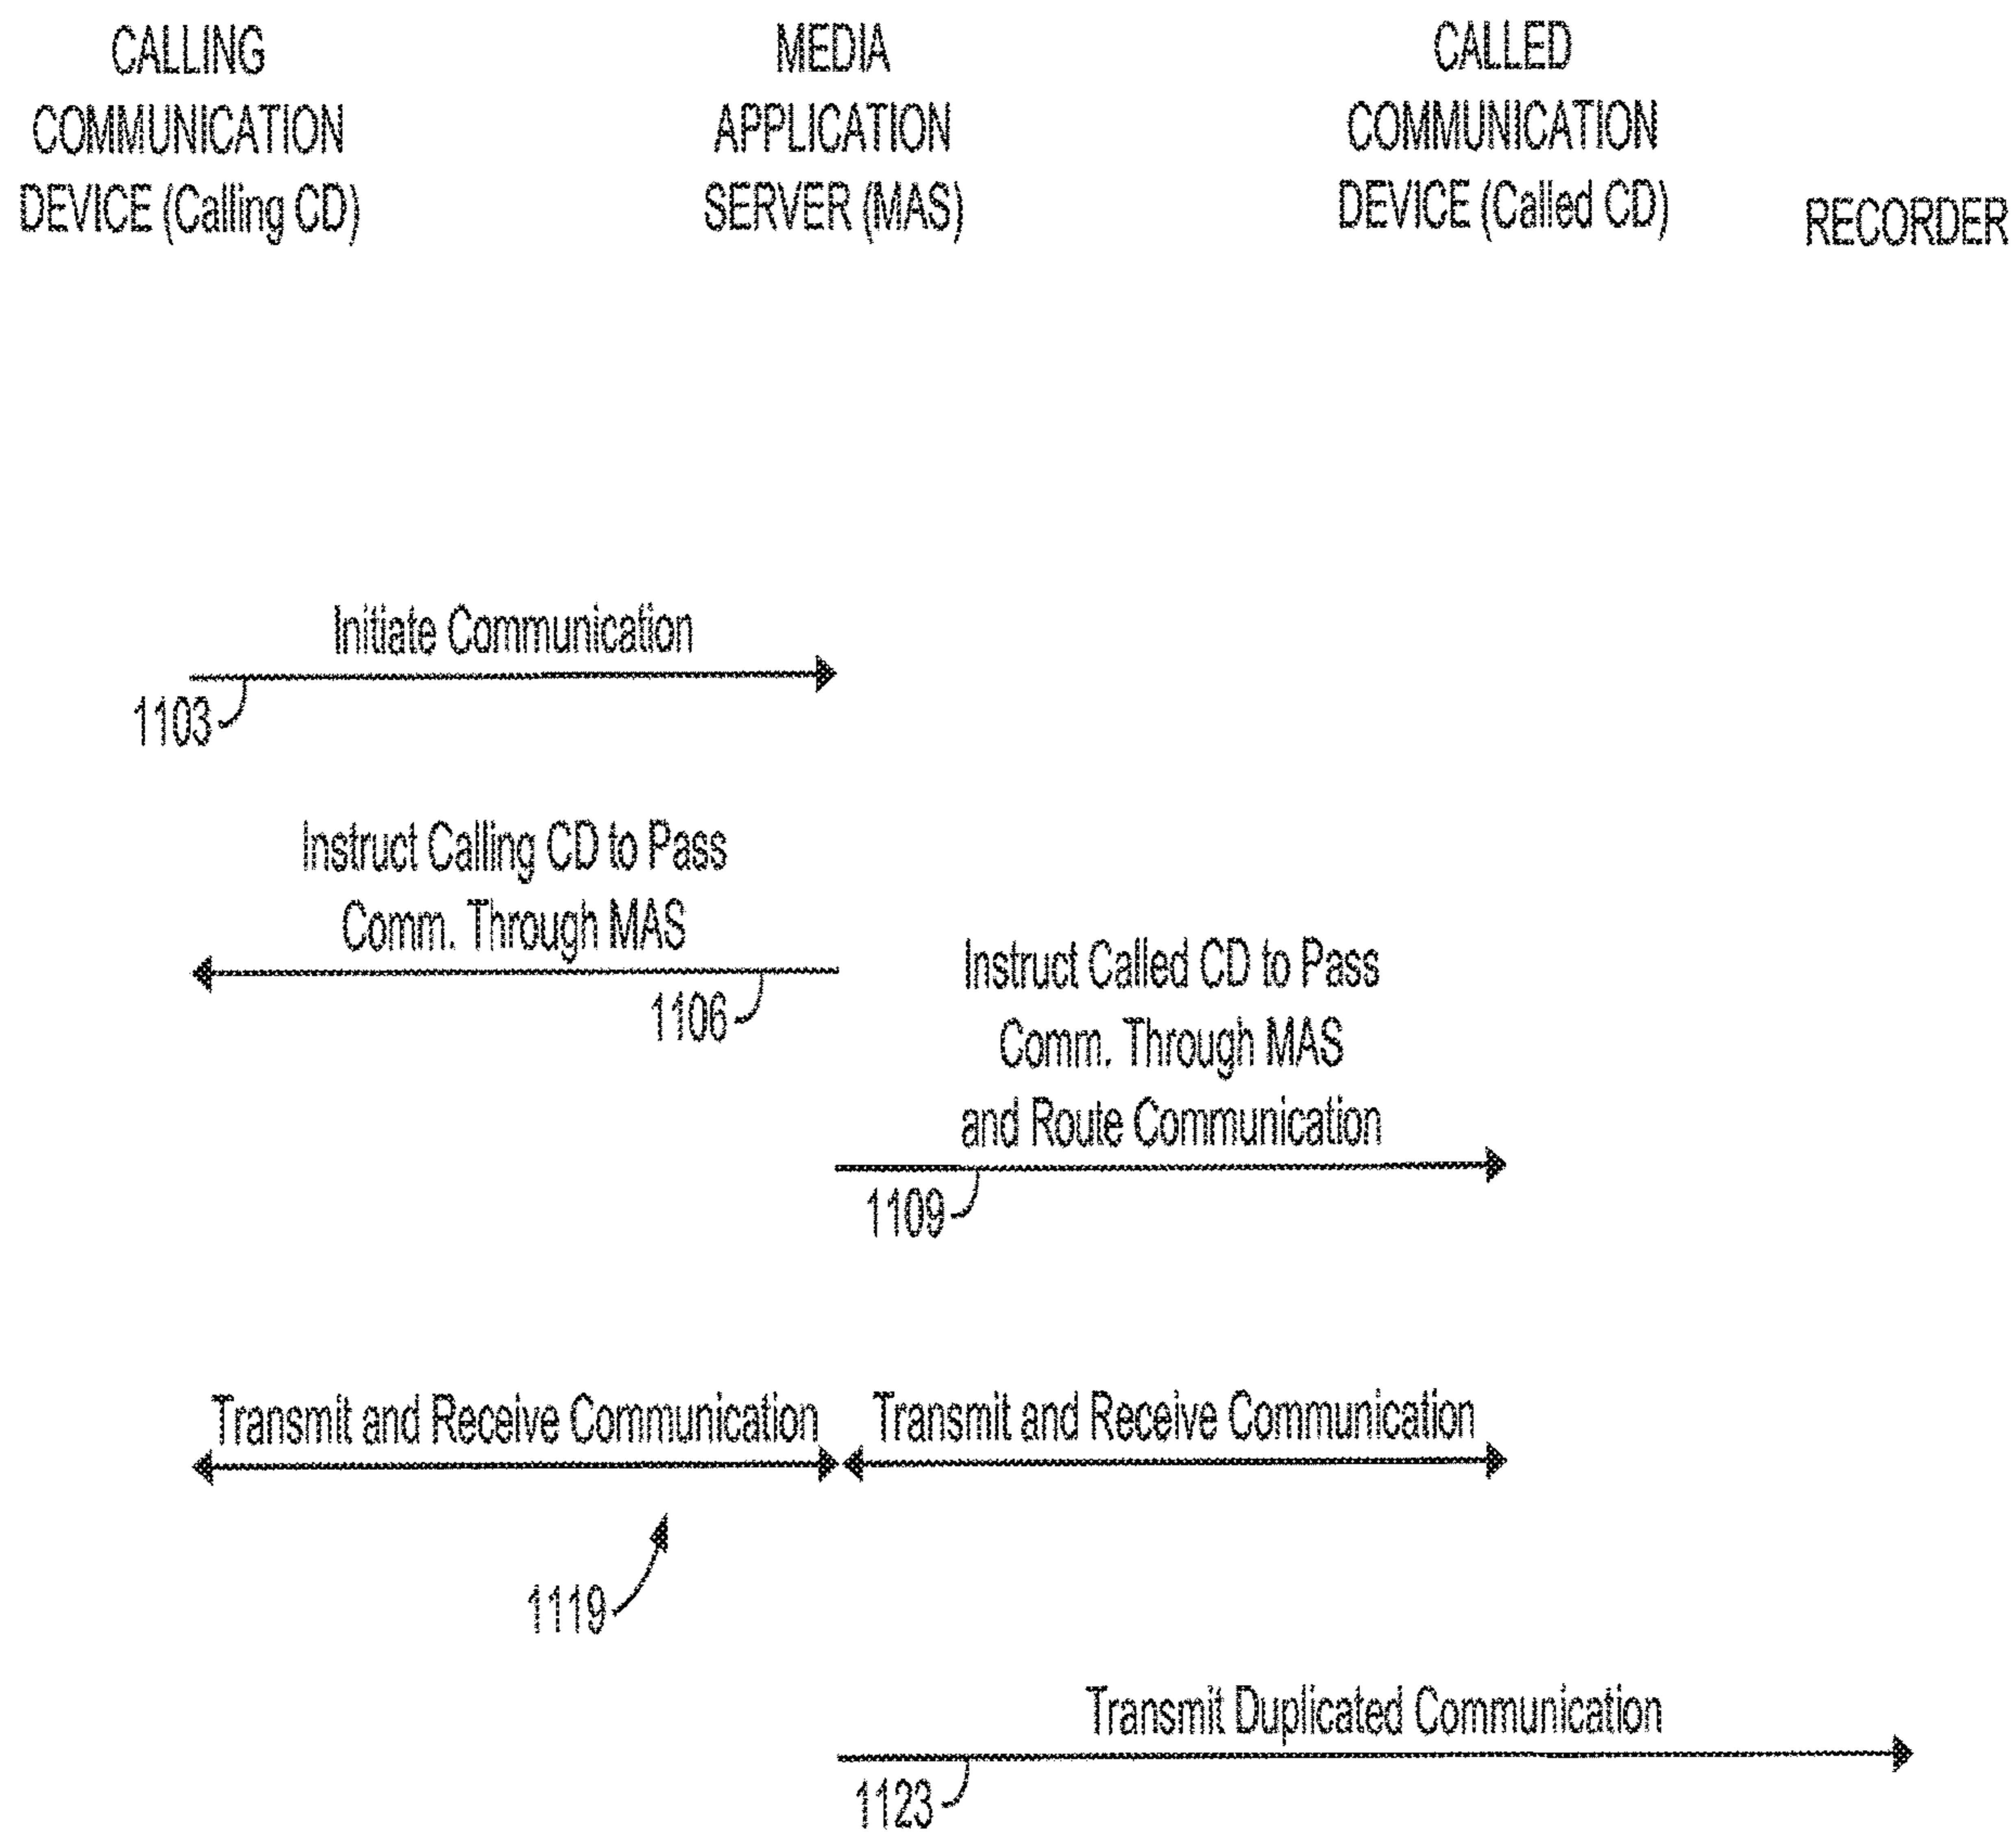 CALLING
COMMUNICATION
DEVICE (Calling CD)
MEDIA
APPLICATION
SERVER (MAS)
CALLED
COMMUNICATION
DEVICE (Called CD)
RECORDER
Initiate Communication
1103
Instruct Calling CD to Pass
Comm. Through MAS
1106
Instruct Called CD to Pass
Comm. Through MAS
and Route Communication
1109
Transmit and Receive Communication
Transmit and Receive Communication
1119
Transmit Duplicated Communication
1123